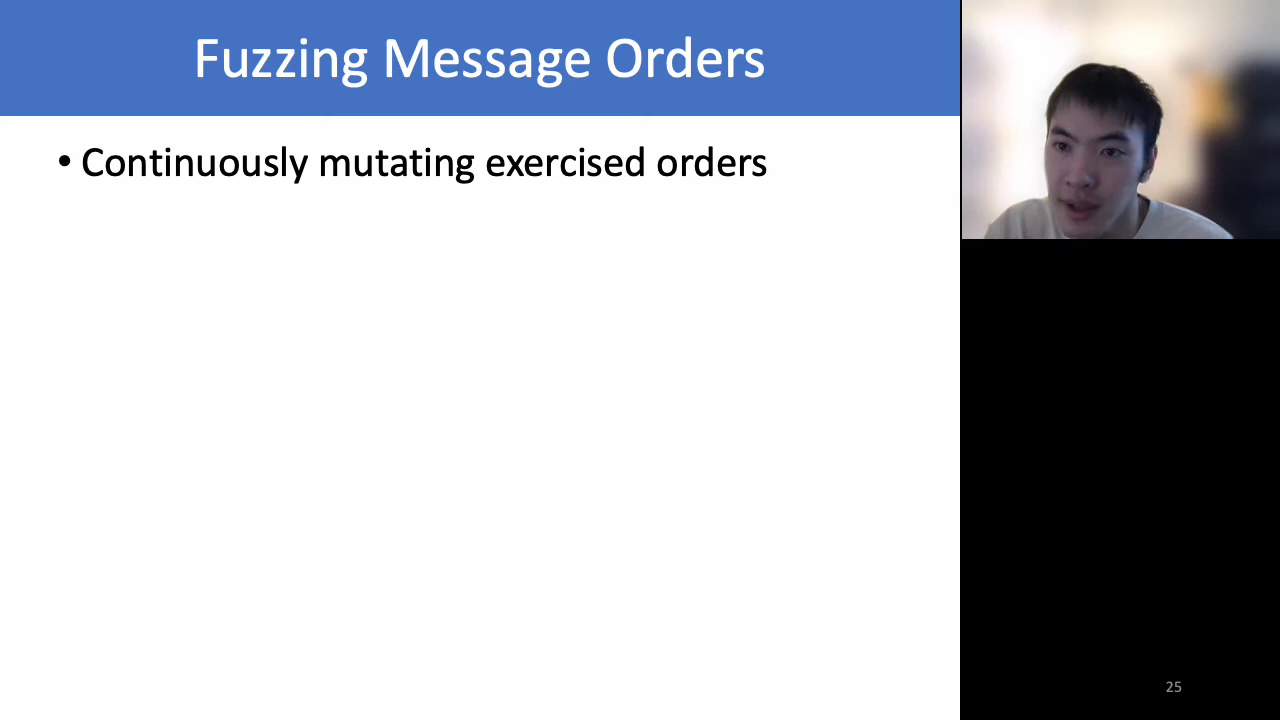 Fuzzing Message Orders
• Continuously mutating exercised orders
25